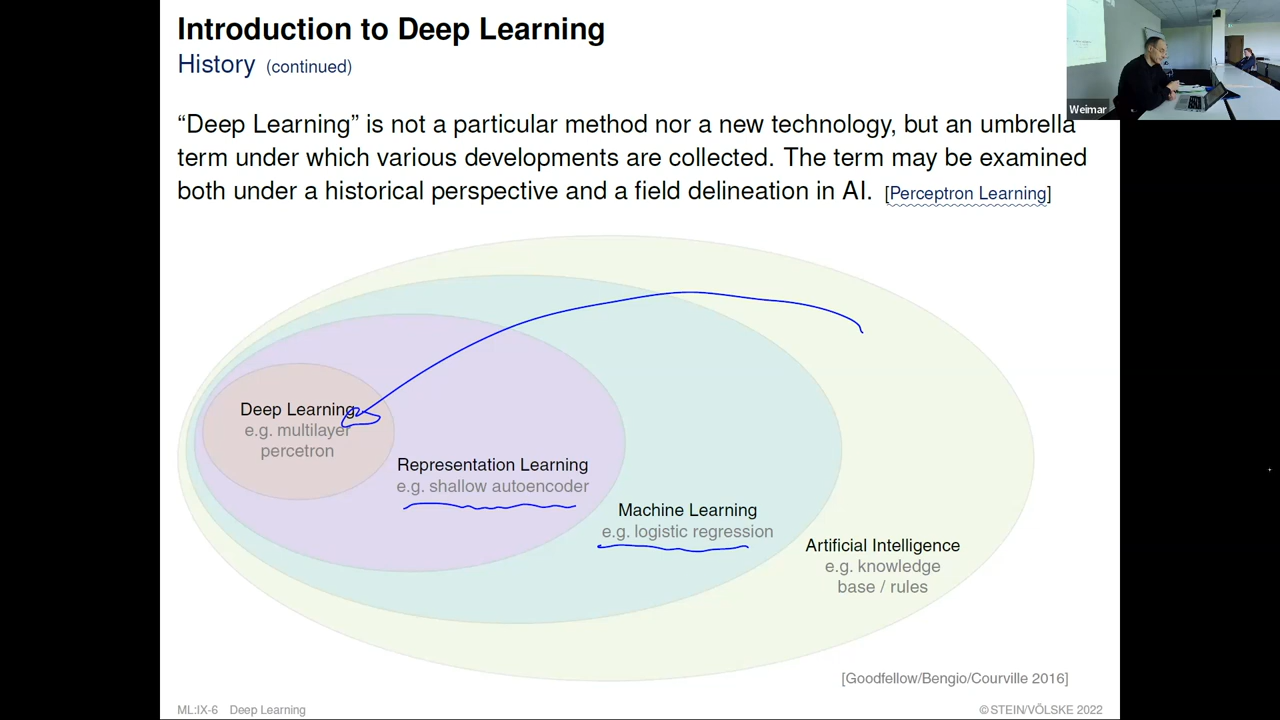 Introduction to Deep Learning
History (continued)
Weimar
“Deep Learning” is not a particular method nor a new technology, but an umbrella
term under which various developments are collected. The term may be examined
both under a historical perspective and a field delineation in AI. [Perceptron Learning]
Deep Learning
e.g. multilayer
percetron
Representation Learning
e.g. shallow autoencoder
Machine Learning
e.g. logistic regression
Artificial Intelligence
e.g. knowledge
base / rules
[Goodfellow/Bengio/Courville 2016]
ML:IX-6 Deep Learning
© STEIN/VÖLSKE 2022